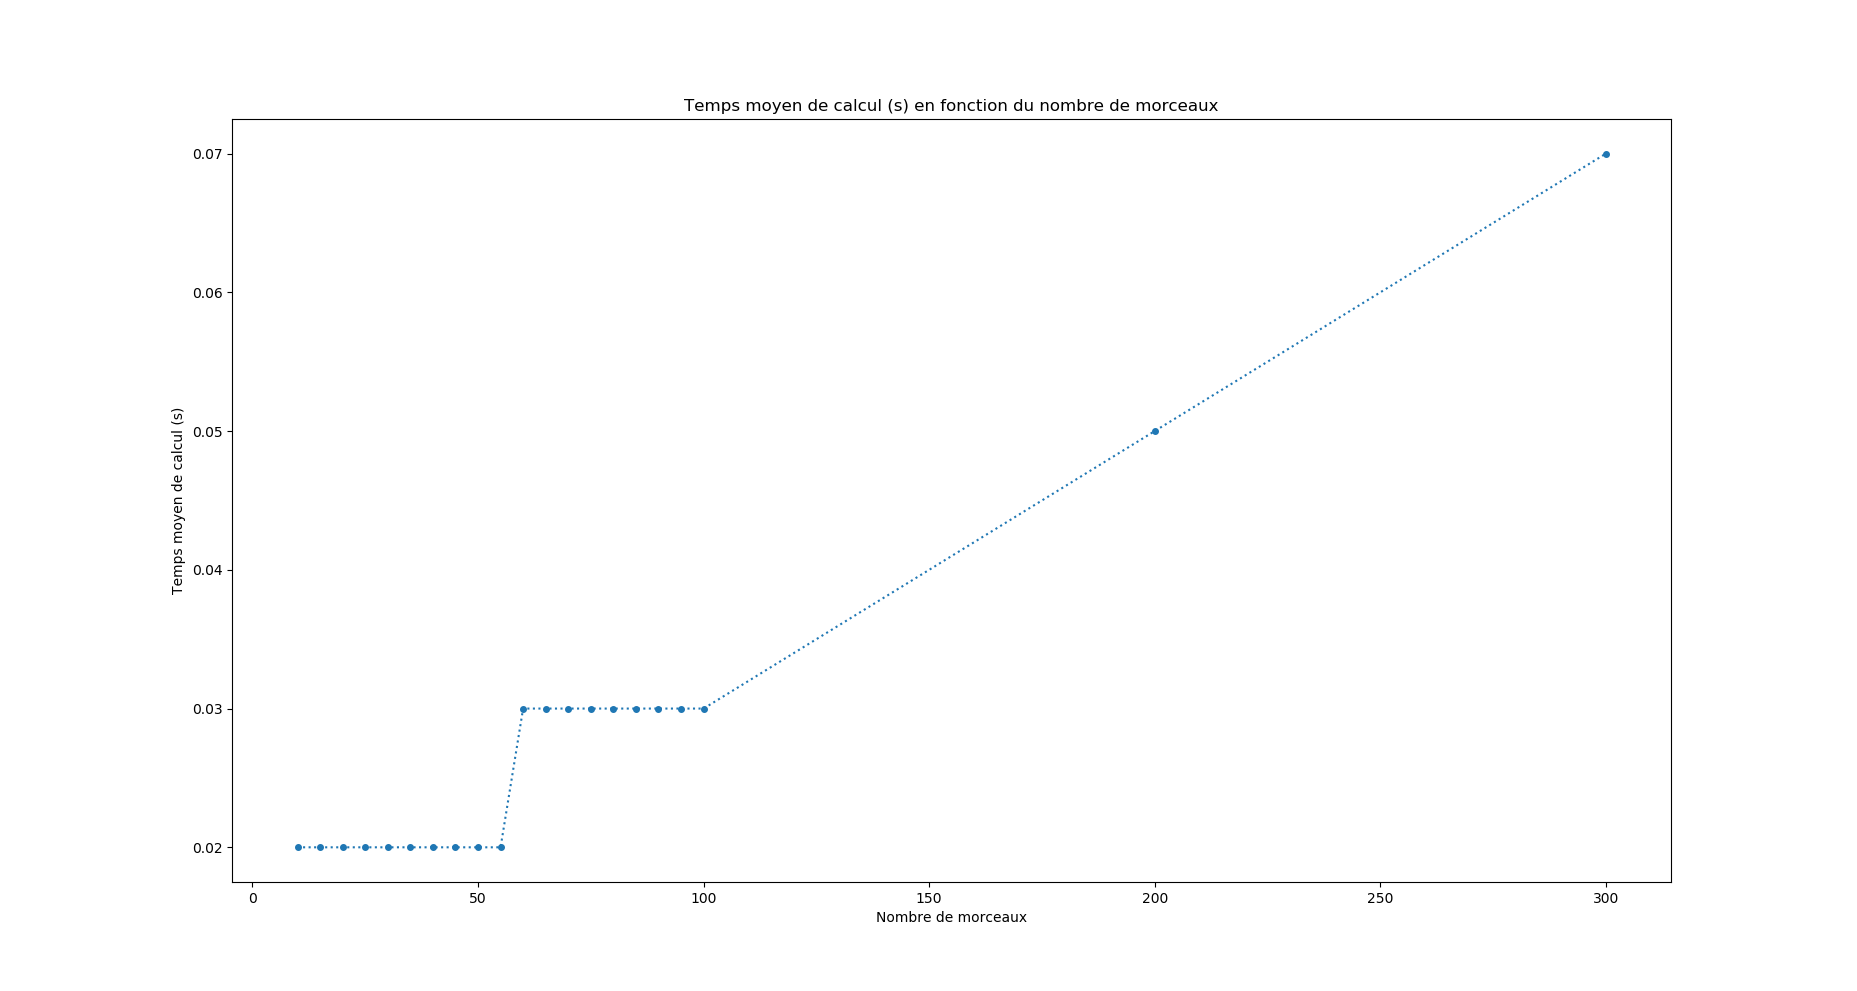 Temps moyen de calcul (s) en fonction du nombre de morceaux
0.07
0.06
0.05
0.04
0.03
0.02
Temps moyen de calcul (s)
0 50 100 150 200 250 300
Nombre de morceaux